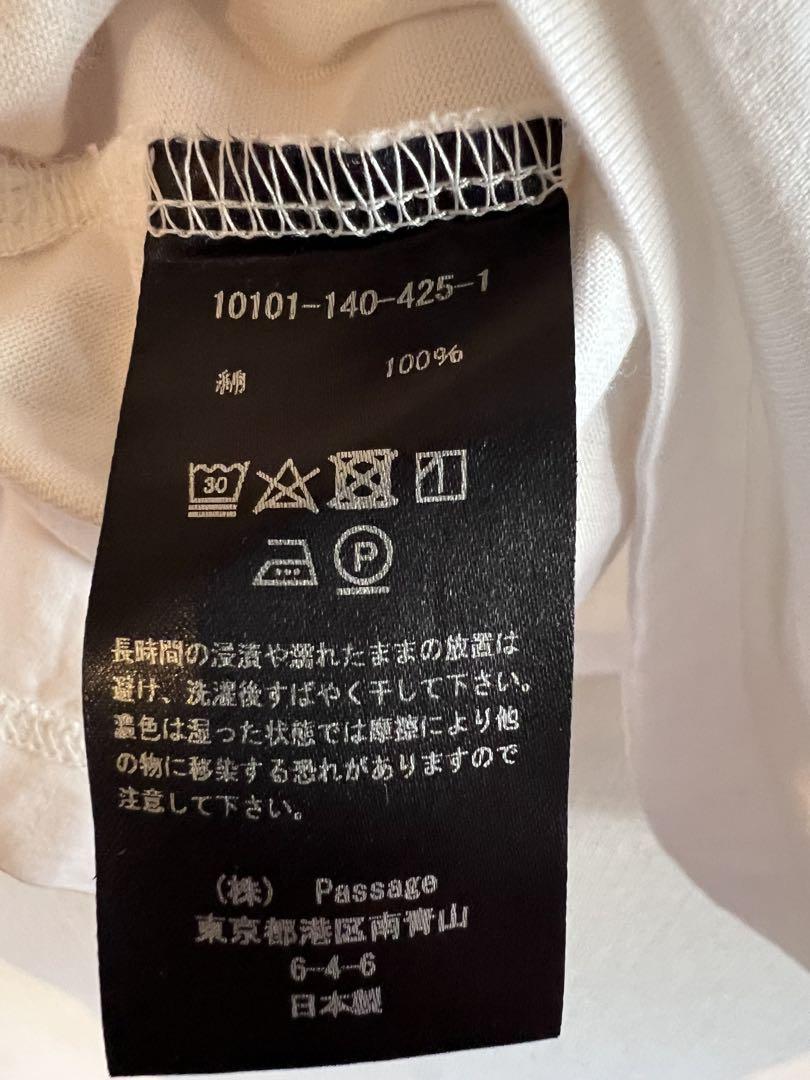 10101-140-425-1
綿 100%
30
P
長時間の浸漬や濡れたままの放置は
避け、洗濯後すばやく干して下さい。
濃色は湿った状態では摩擦により他
の物に移染する恐れがありますので
注意して下さい。
(株) Passage
東京都港区南青山
6-4-6
日本製